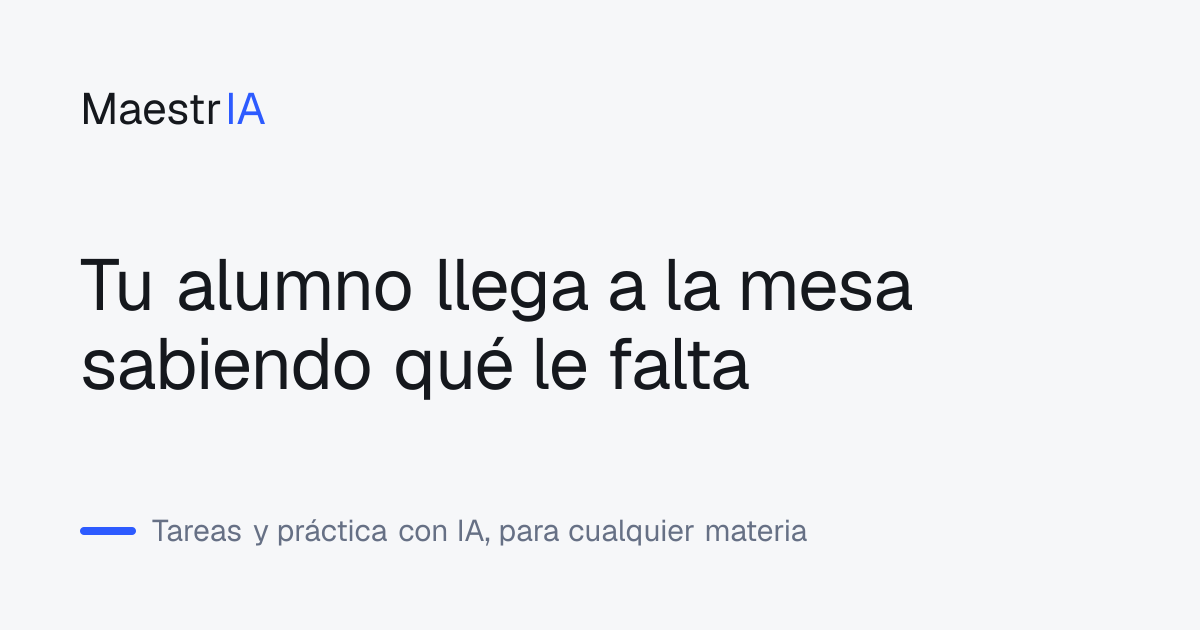 MaestrIA
Tu alumno llega a la mesa
sabiendo qué le falta
Tareas y práctica con IA, para cualquier materia